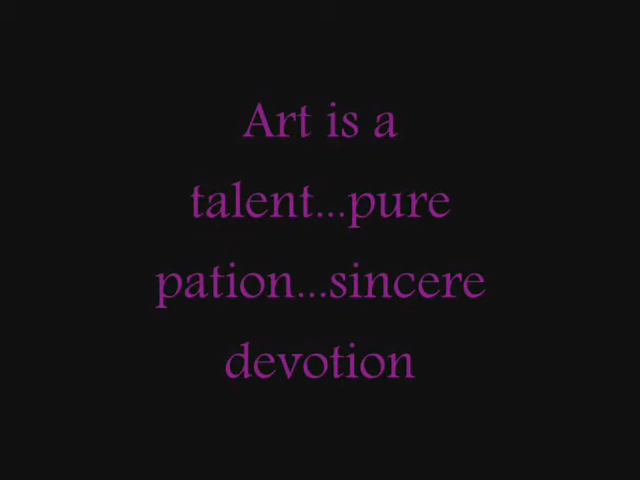 Art is a
talent...pure
pation...sincere
devotion